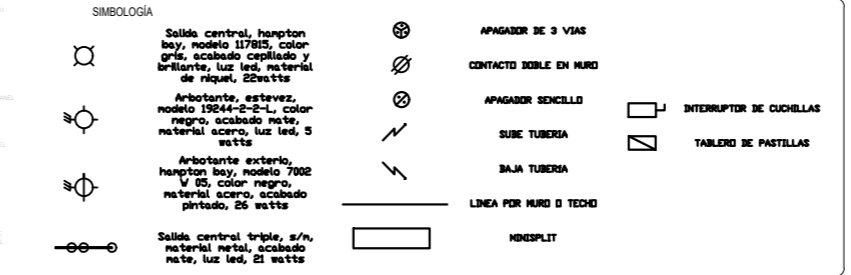 SIMBOLOGÍA
Salida central, hampton
bay, modelo 117815, color
gris, acabado cepillado y
brillante, luz led, material
de niquel, 22watts
Arbotante, estevez,
modelo 19244-2-2-L, color
negro, acabado mate,
material acero, luz led, 5
watts
Arbotante exterio,
hampton bay, modelo 7002
W 05, color negro,
material acero, acabado
pintado, 26 watts
Salida central triple, s/n,
material metal, acabado
mate, luz led, 21 watts
APAGADOR DE 3 VIAS
CONTACTO DOBLE EN MURO
APAGADOR SENCILLO
SUBE TUBERIA
BAJA TUBERIA
LINEA POR MURO O TECHO
MINISPLIT
INTERRUPTOR DE CUCHILLAS
TABLERO DE PASTILLAS